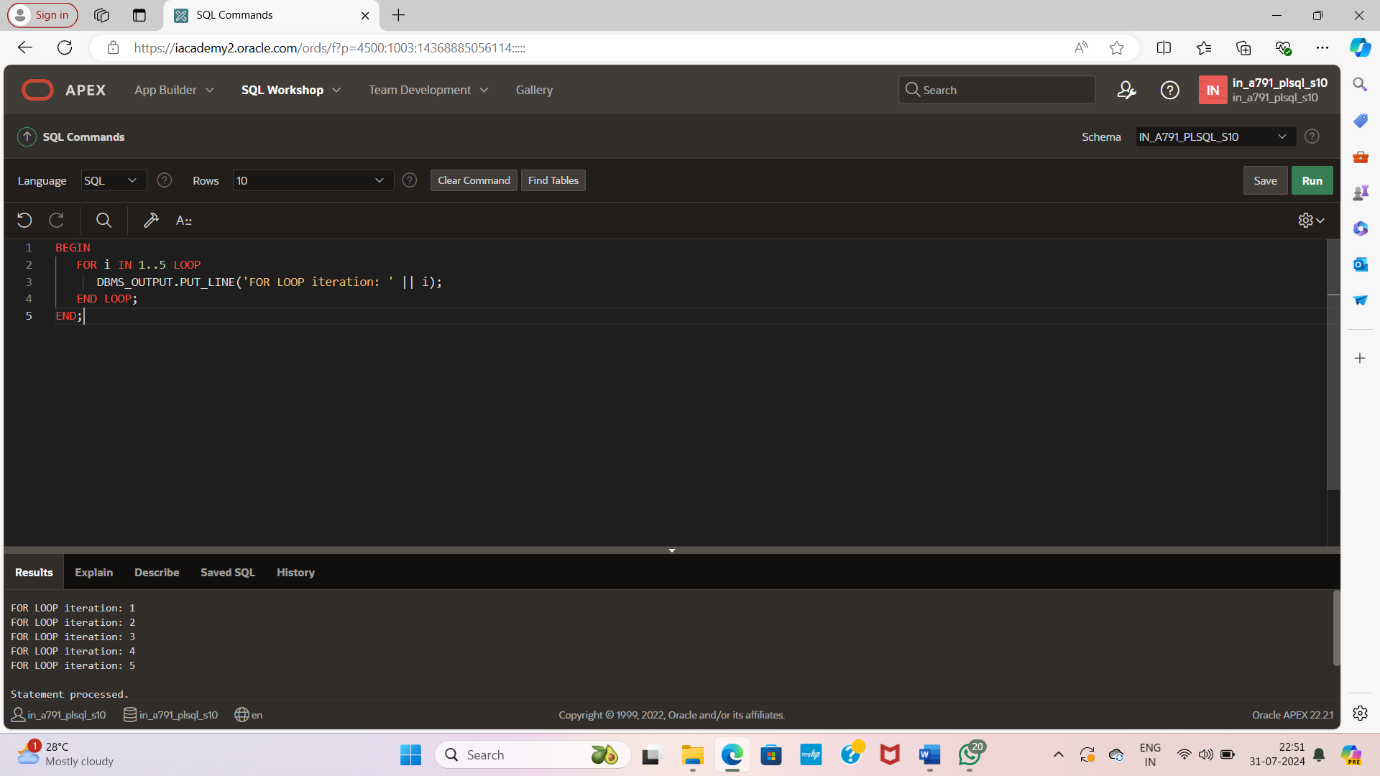 Sign in
SQL Commands
https://iacademy2.oracle.com/ords/f?p=4500:1003:14368885056114:::::
APEX
App Builder
SQL Workshop
Team Development
Gallery
Search
IN
in_a791_plsql_s10
in_a791_plsql_s10
SQL Commands
Schema
IN_A791_PLSQL_S10
Language
SQL
Rows
10
Clear Command
Find Tables
Save
Run
1 BEGIN
2 FOR i IN 1..5 LOOP
3 DBMS_OUTPUT.PUT_LINE('FOR LOOP iteration: ' || i);
4 END LOOP;
5 END;
Results
Explain
Describe
Saved SQL
History
FOR LOOP iteration: 1
FOR LOOP iteration: 2
FOR LOOP iteration: 3
FOR LOOP iteration: 4
FOR LOOP iteration: 5
Statement processed.
in_a791_plsql_s10
in_a791_plsql_s10
en
Copyright © 1999, 2022, Oracle and/or its affiliates.
Oracle APEX 22.2.1
1
28°C
Mostly cloudy
Search
myhp
W
20
ENG
IN
22:51
31-07-2024
PRE